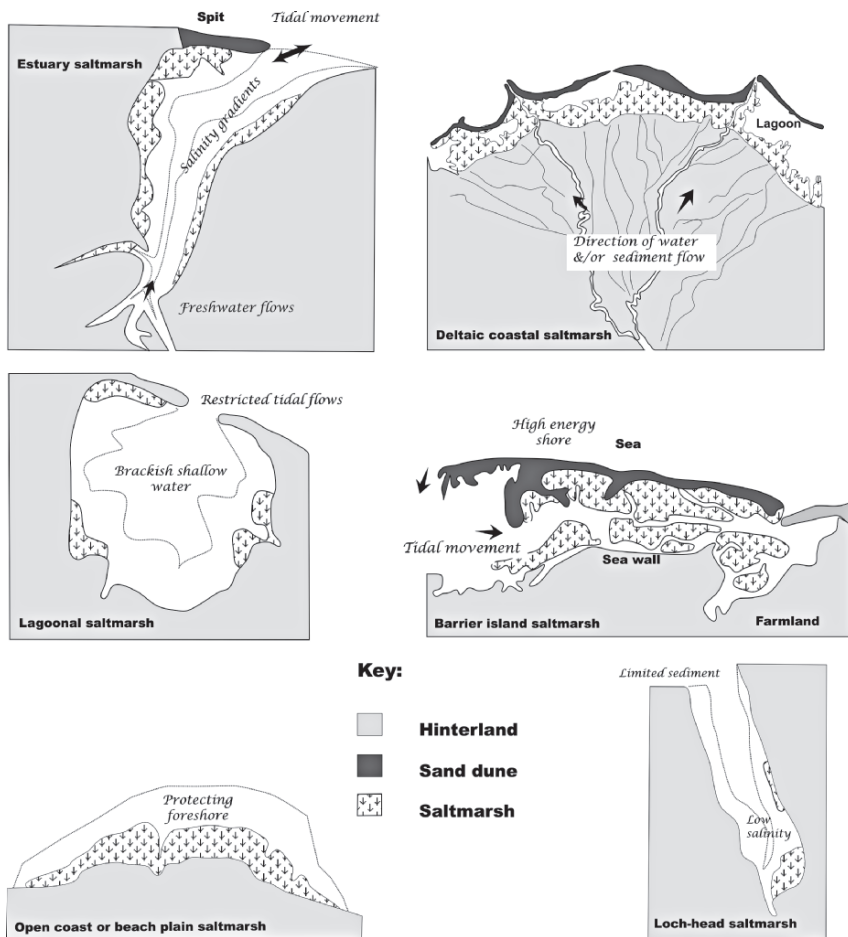 Spit
Tidal movement
Estuary saltmarsh
Salinity gradients
Freshwater flows
Lagoon
Direction of water
&/or sediment flow
Deltaic coastal saltmarsh
Restricted tidal flows
Brackish shallow
water
Lagoonal saltmarsh
High energy
shore
Sea
Tidal movement
Sea wall
Barrier island saltmarsh
Farmland
Key:
Hinterland
Sand dune
Saltmarsh
Protecting
foreshore
Open coast or beach plain saltmarsh
Limited sediment
Low
salinity
Loch-head saltmarsh